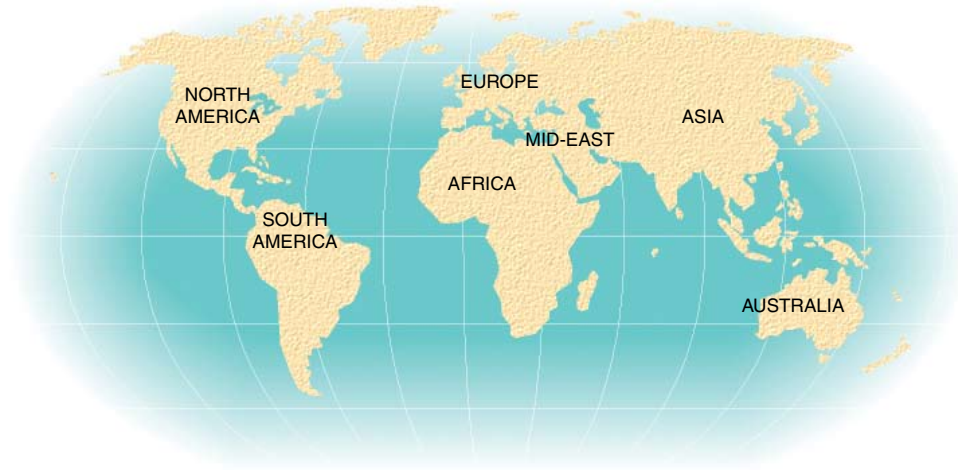 NORTH
AMERICA
EUROPE
ASIA
MID-EAST
AFRICA
SOUTH
AMERICA
AUSTRALIA